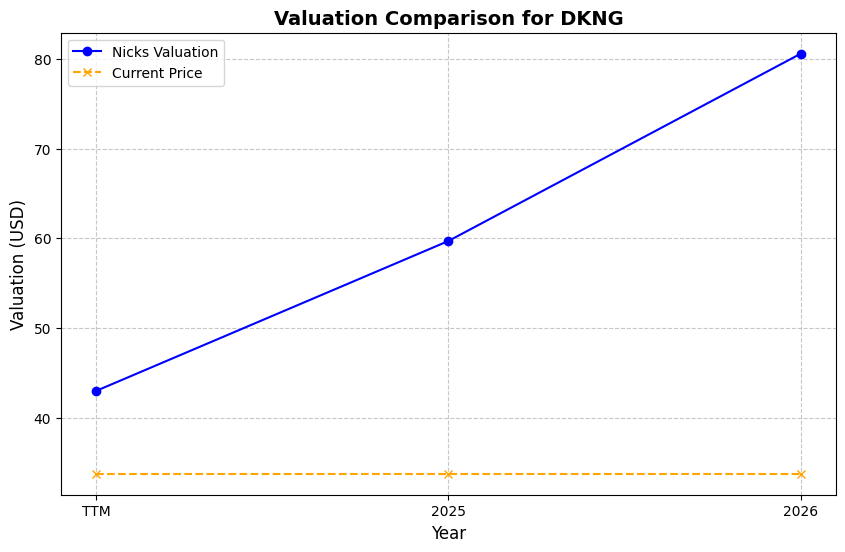 Valuation Comparison for DKNG
Nicks Valuation
Current Price
80
70
60
50
40
Valuation (USD)
TTM
2025
2026
Year